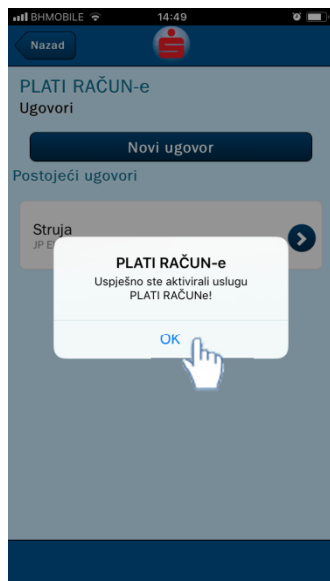 BHMOBILE 14:49
Nazad
PLATI RAČUN-e
Ugovori
Novi ugovor
Postojeći ugovori
Struja
JP E
PLATI RAČUN-e
Uspješno ste aktivirali uslugu
PLATI RAČUNe!
OK